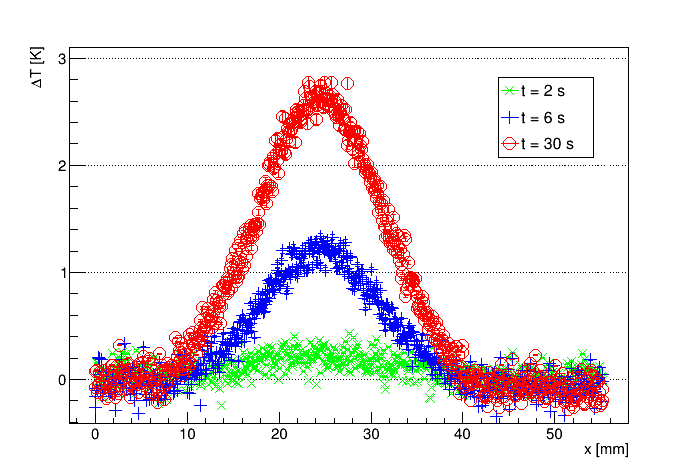 ΔT [K]
3
2
1
0
t = 2 s
t = 6 s
t = 30 s
0 10 20 30 40 50
x [mm]